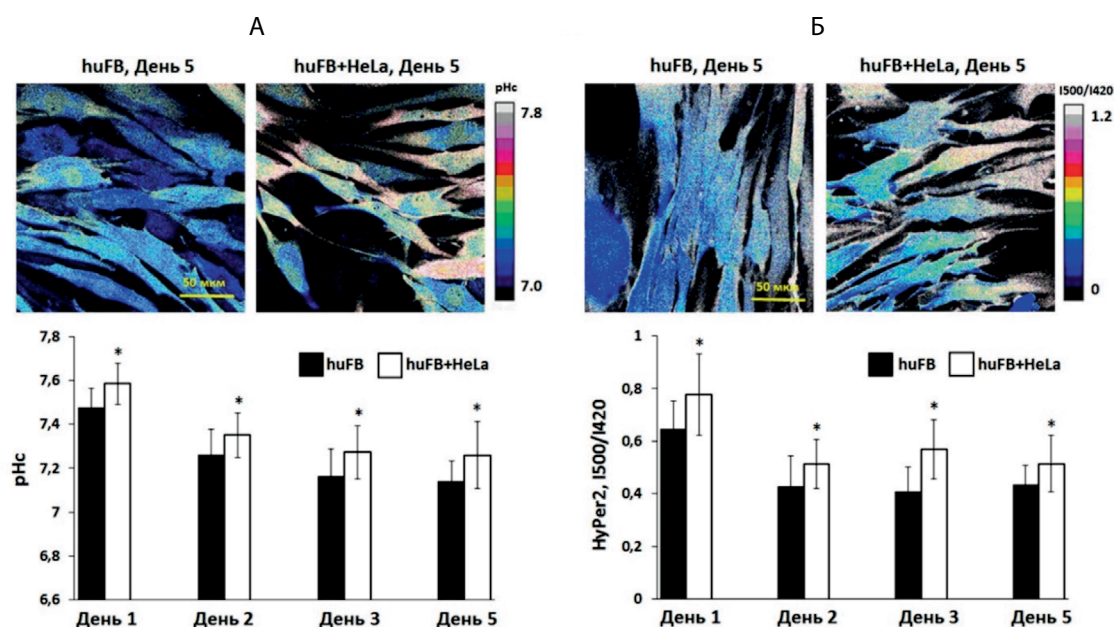 А
Б
huFB, День 5
huFB+HeLa, День 5
pHc
7.8
7.0
50 мкм
huFB, День 5
huFB+HeLa, День 5
I500/I420
1.2
0
50 мкм
7,8
7,6
7,4
7,2
7
6,8
6,6
pHc
* * * *
huFB huFB+HeLa
День 1 День 2 День 3 День 5
1
0,8
0,6
0,4
0,2
0
HyPer2, I500/I420
* * * *
huFB huFB+HeLa
День 1 День 2 День 3 День 5